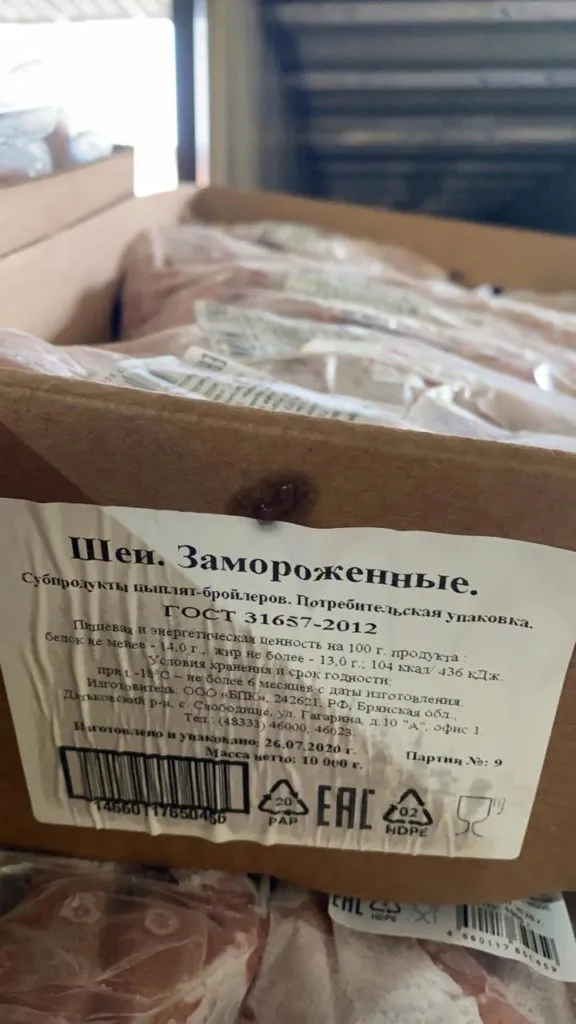 Шеи. Замороженные.
Субпродукты цыплят-бройлеров. Потребительская упаковка.
ГОСТ 31657-2012
Пищевая и энергетическая ценность на 100 г. продукта :
белок не менее - 14,0 г., жир не более - 13,0 г.; 104 ккал/ 436 кДж.
Условия хранения и срок годности:
при t -18°С – не более 6 месяцев с даты изготовления.
Изготовитель: ООО «БПК», 242621, РФ, Брянская обл.,
Дятьковский р-н, с. Слободище, ул. Гагарина, д.10 "А", офис 1.
Тел.: (48333) 46000, 46023.
Изготовлено и упаковано: 26.07.2020 г.
Партия №: 9
Масса нетто: 10 000 г.
20
PAP
EAC
02
HDPE
EAC
HDPE